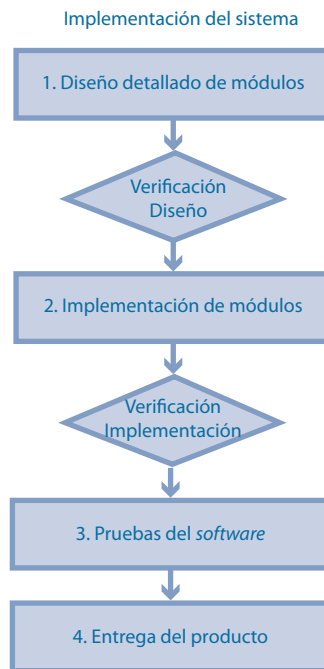 Implementación del sistema
1. Diseño detallado de módulos
Verificación
Diseño
2. Implementación de módulos
Verificación
Implementación
3. Pruebas del software
4. Entrega del producto